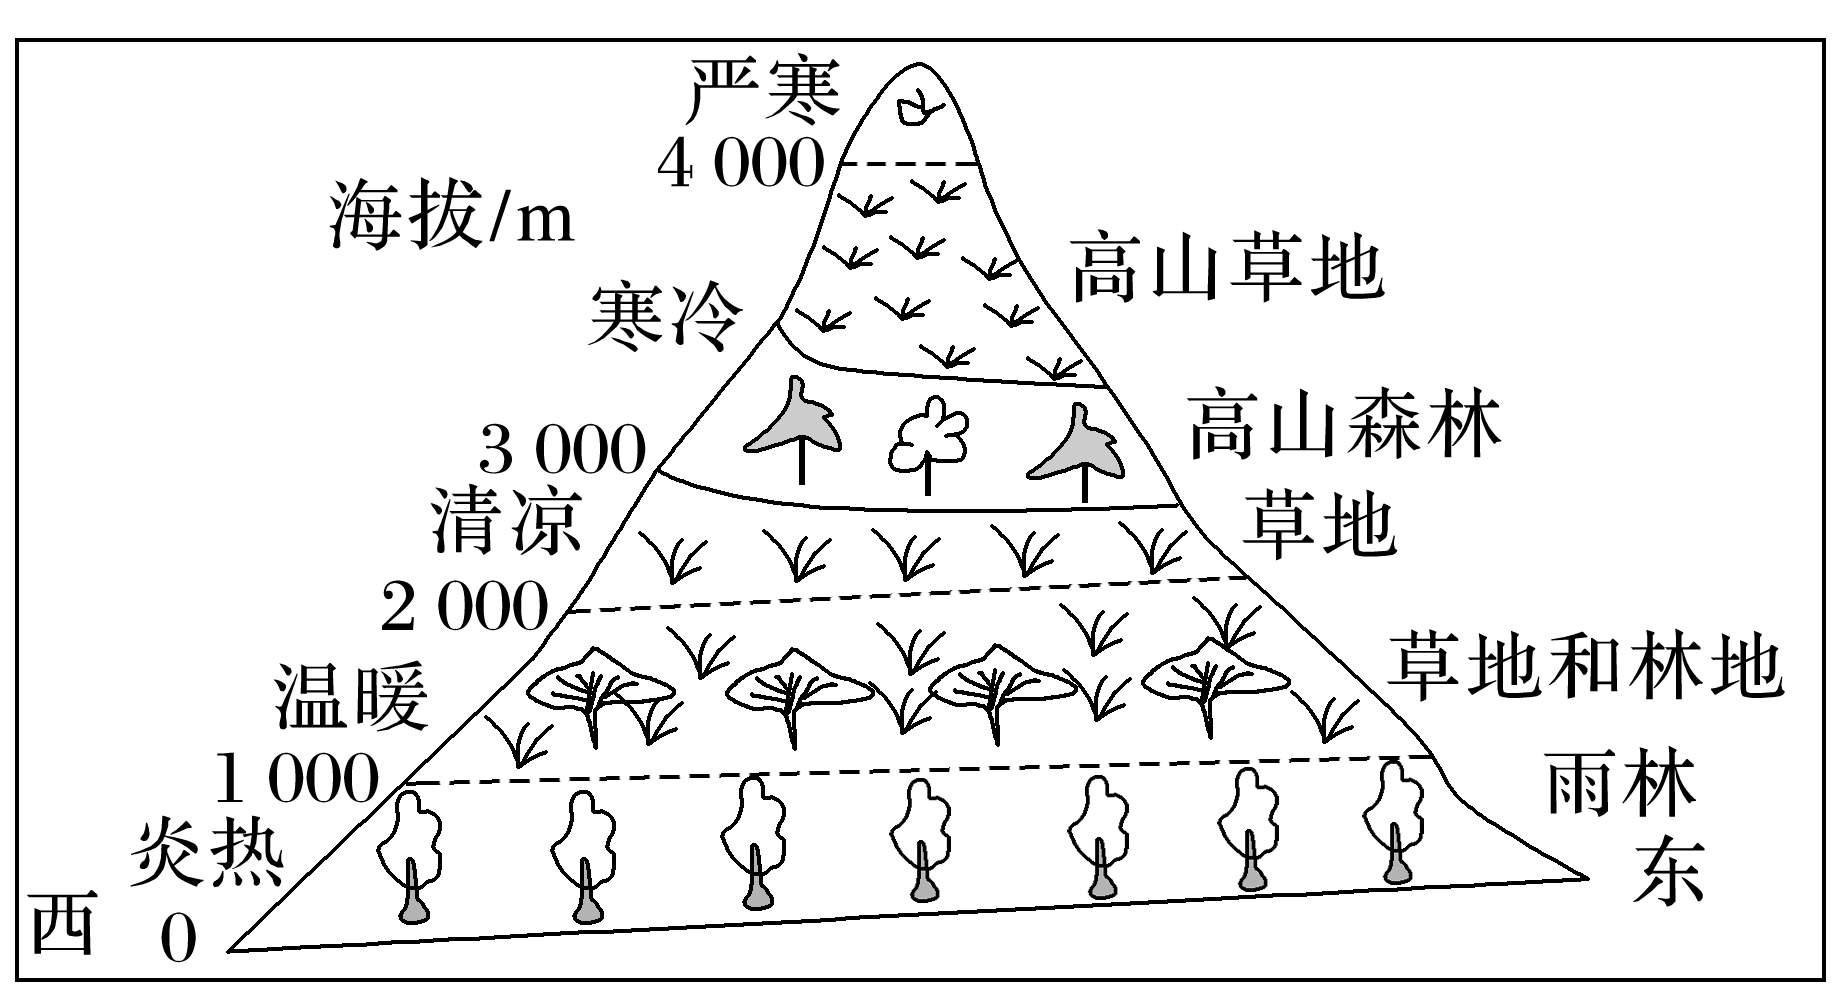 严寒
4 000
海拔/m
高山草地
寒冷
高山森林
3 000
清凉
草地
2 000
温暖
草地和林地
1 000
雨林
炎热
东
西
0